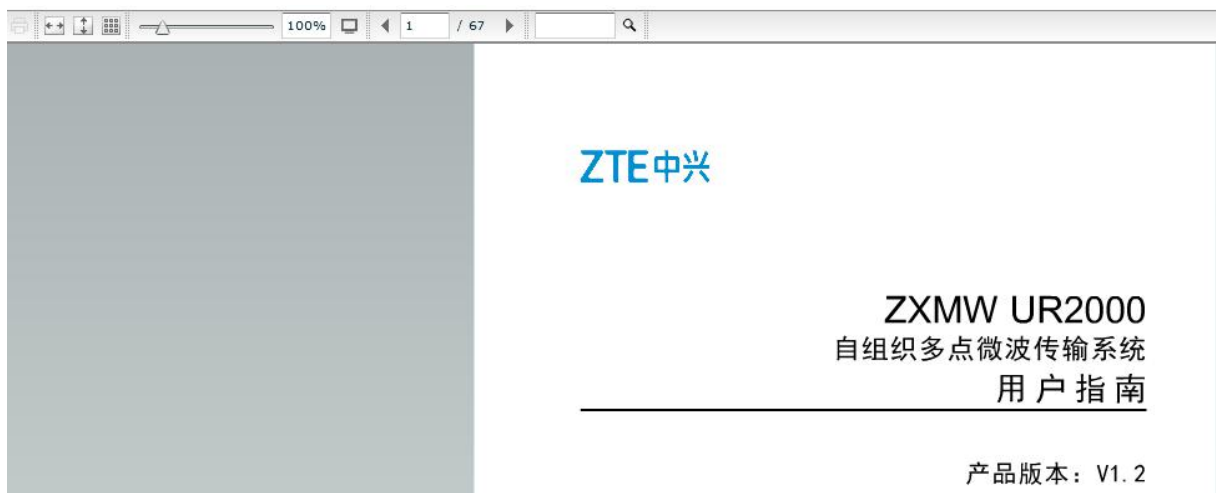 100% 1 / 67
ZTE中兴
ZXMW UR2000
自组织多点微波传输系统
用户指南
产品版本：V1.2